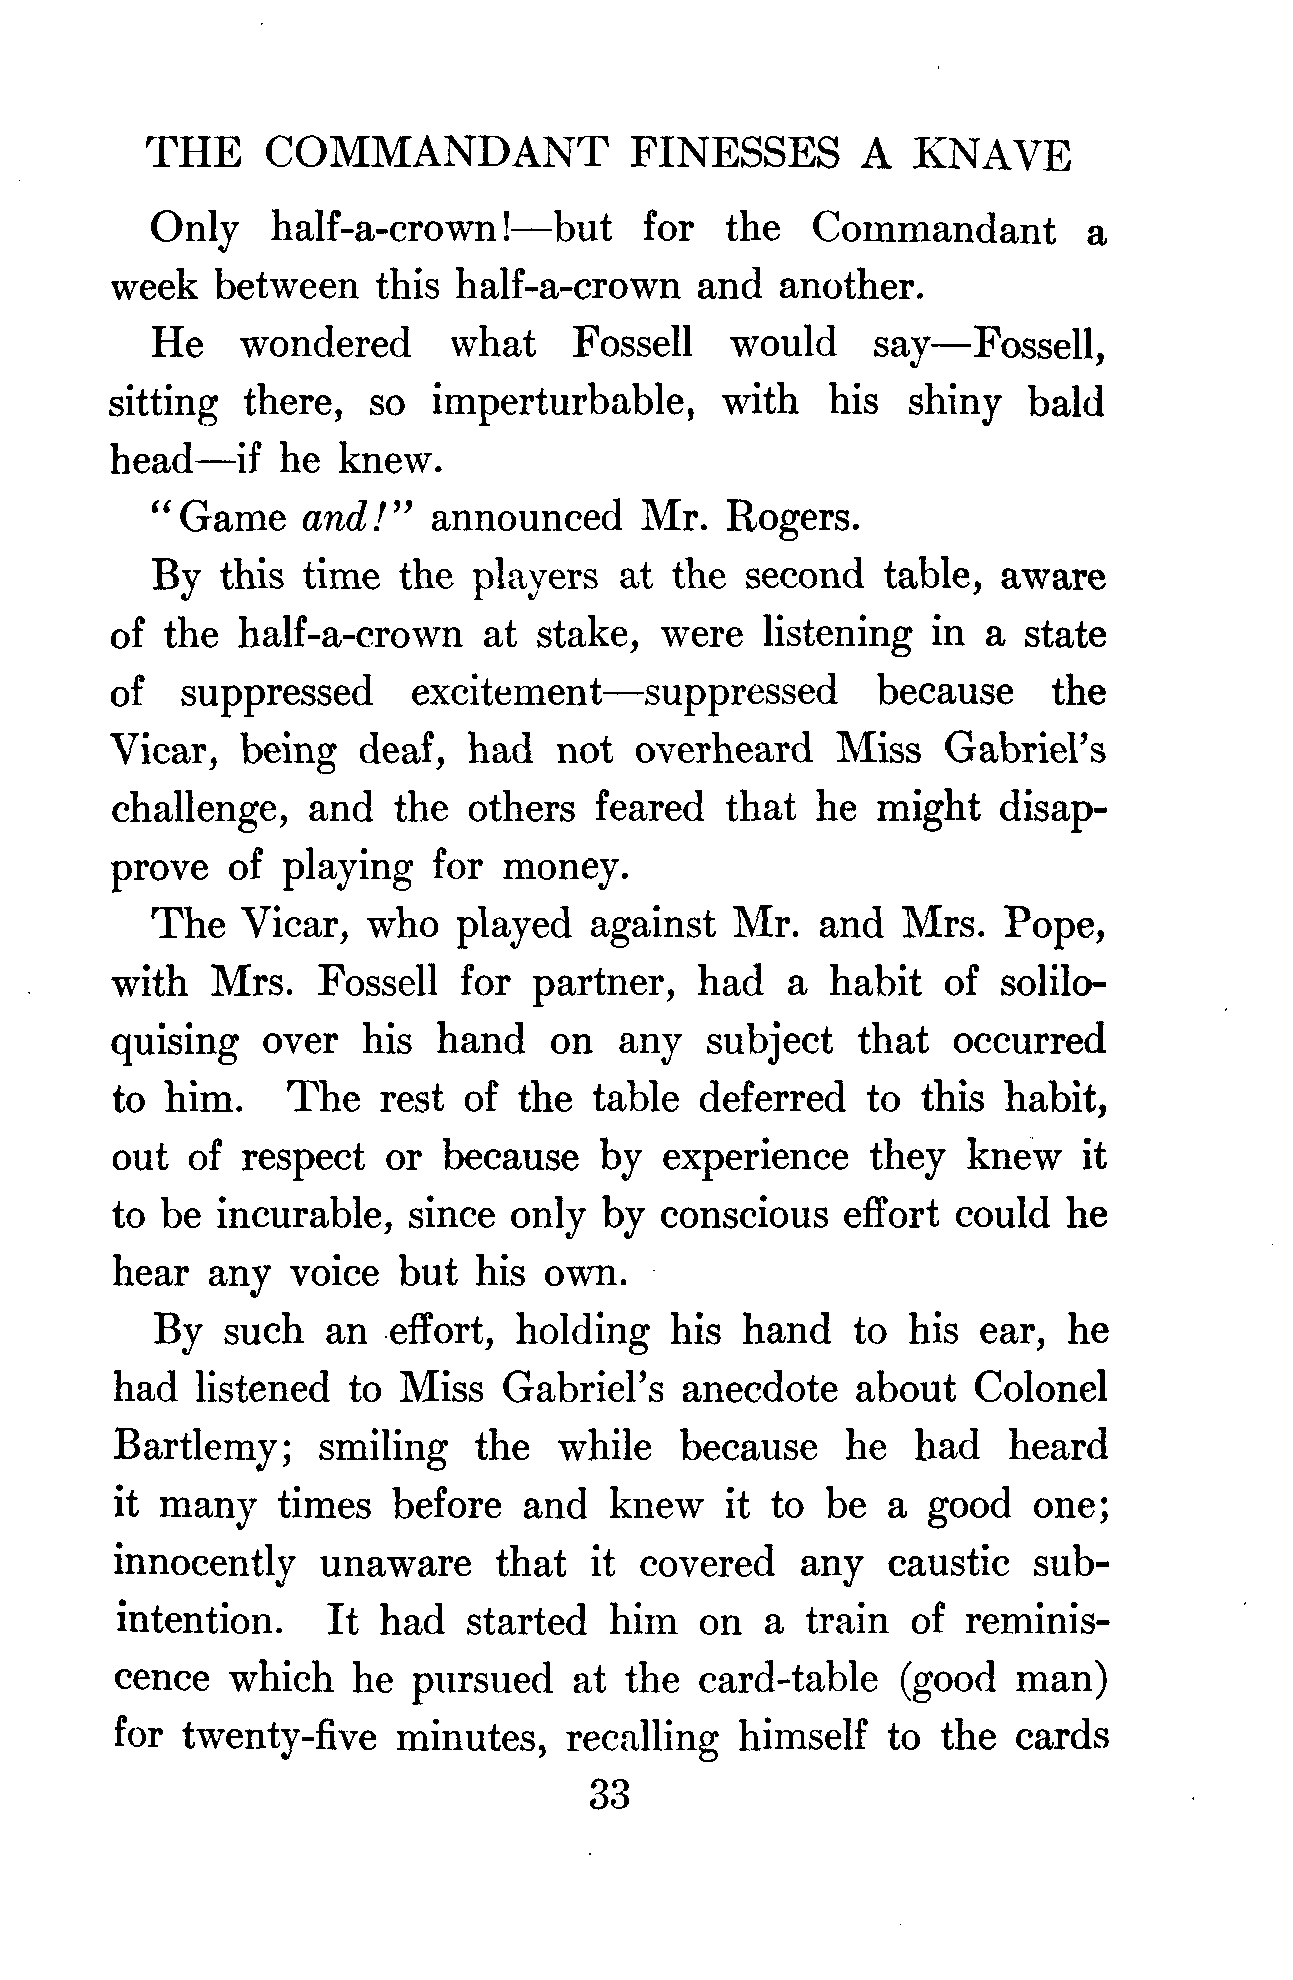 THE COMMANDANT FINESSES A KNAVE
Only half-a-crown!—but for the Commandant a
week between this half-a-crown and another.
He wondered what Fossell would say—Fossell,
sitting there, so imperturbable, with his shiny bald
head—if he knew.
"Game and!" announced Mr. Rogers.
By this time the players at the second table, aware
of the half-a-crown at stake, were listening in a state
of suppressed excitement—suppressed because the
Vicar, being deaf, had not overheard Miss Gabriel's
challenge, and the others feared that he might disap-
prove of playing for money.
The Vicar, who played against Mr. and Mrs. Pope,
with Mrs. Fossell for partner, had a habit of solilo-
quising over his hand on any subject that occurred
to him. The rest of the table deferred to this habit,
out of respect or because by experience they knew it
to be incurable, since only by conscious effort could he
hear any voice but his own.
By such an effort, holding his hand to his ear, he
had listened to Miss Gabriel's anecdote about Colonel
Bartlemy; smiling the while because he had heard
it many times before and knew it to be a good one;
innocently unaware that it covered any caustic sub-
intention. It had started him on a train of reminis-
cence which he pursued at the card-table (good man)
for twenty-five minutes, recalling himself to the cards
33